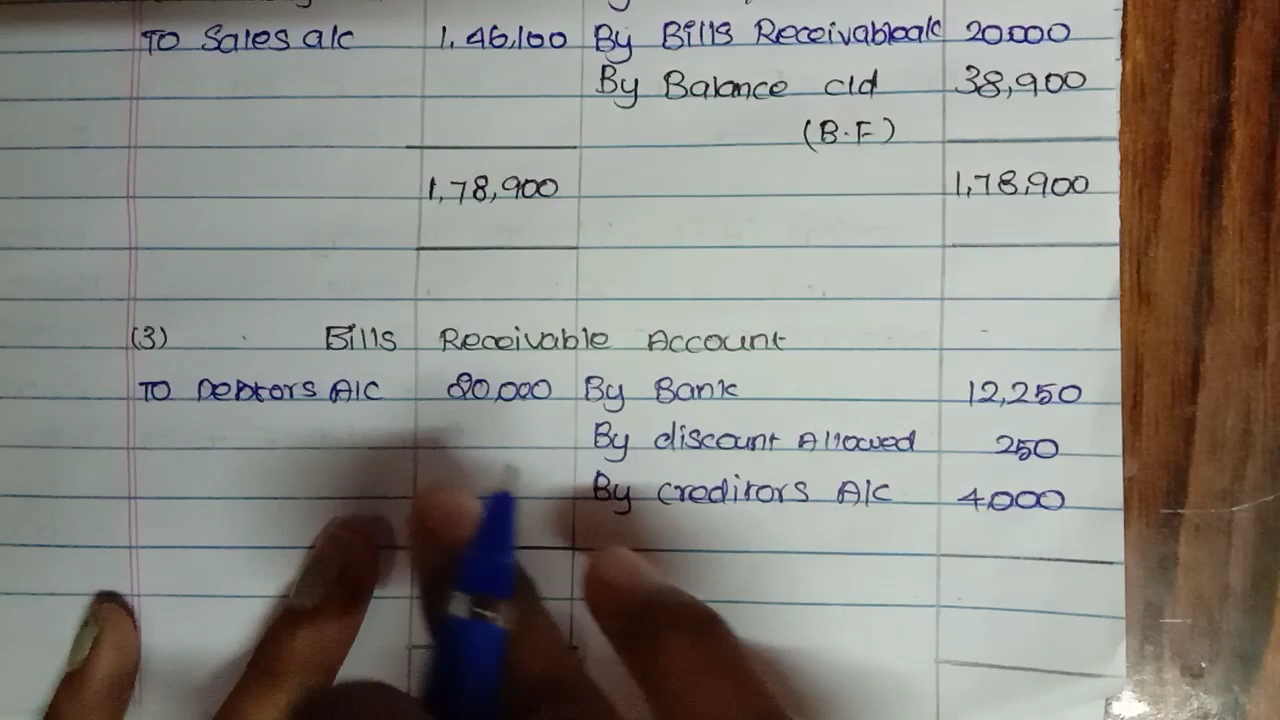 To Sales a/c 1,46,100 By Bills Receivable a/c 20000
By Balance c/d 38,900
(B.F)
1,78,900 1,78,900
(3) Bills Receivable Account
To Debtors A/C 20,000 By Bank 12,250
By discount Allowed 250
By creditors A/C 4000